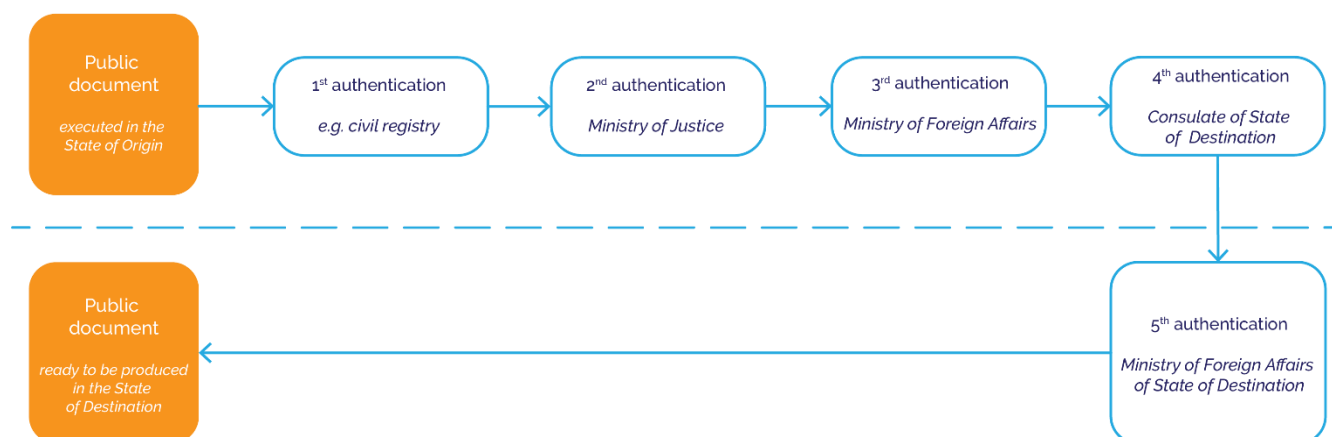 Public
document
executed in the
State of Origin
1st authentication
e.g. civil registry
2nd authentication
Ministry of Justice
3rd authentication
Ministry of Foreign Affairs
4th authentication
Consulate of State
of Destination
Public
document
ready to be produced
in the State
of Destination
5th authentication
Ministry of Foreign Affairs
of State of Destination